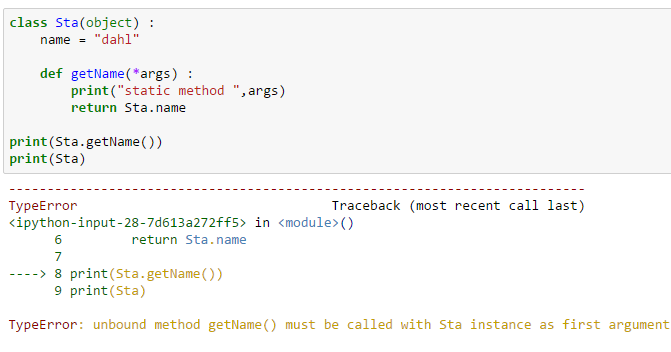 class Sta(object) :
    name = "dahl"

    def getName(*args) :
        print("static method ",args)
        return Sta.name

print(Sta.getName())
print(Sta)
---------------------------------------------------------------------------
TypeError                                 Traceback (most recent call last)
<ipython-input-28-7d613a272ff5> in <module>()
      6         return Sta.name
      7
----> 8 print(Sta.getName())
      9 print(Sta)

TypeError: unbound method getName() must be called with Sta instance as first argument